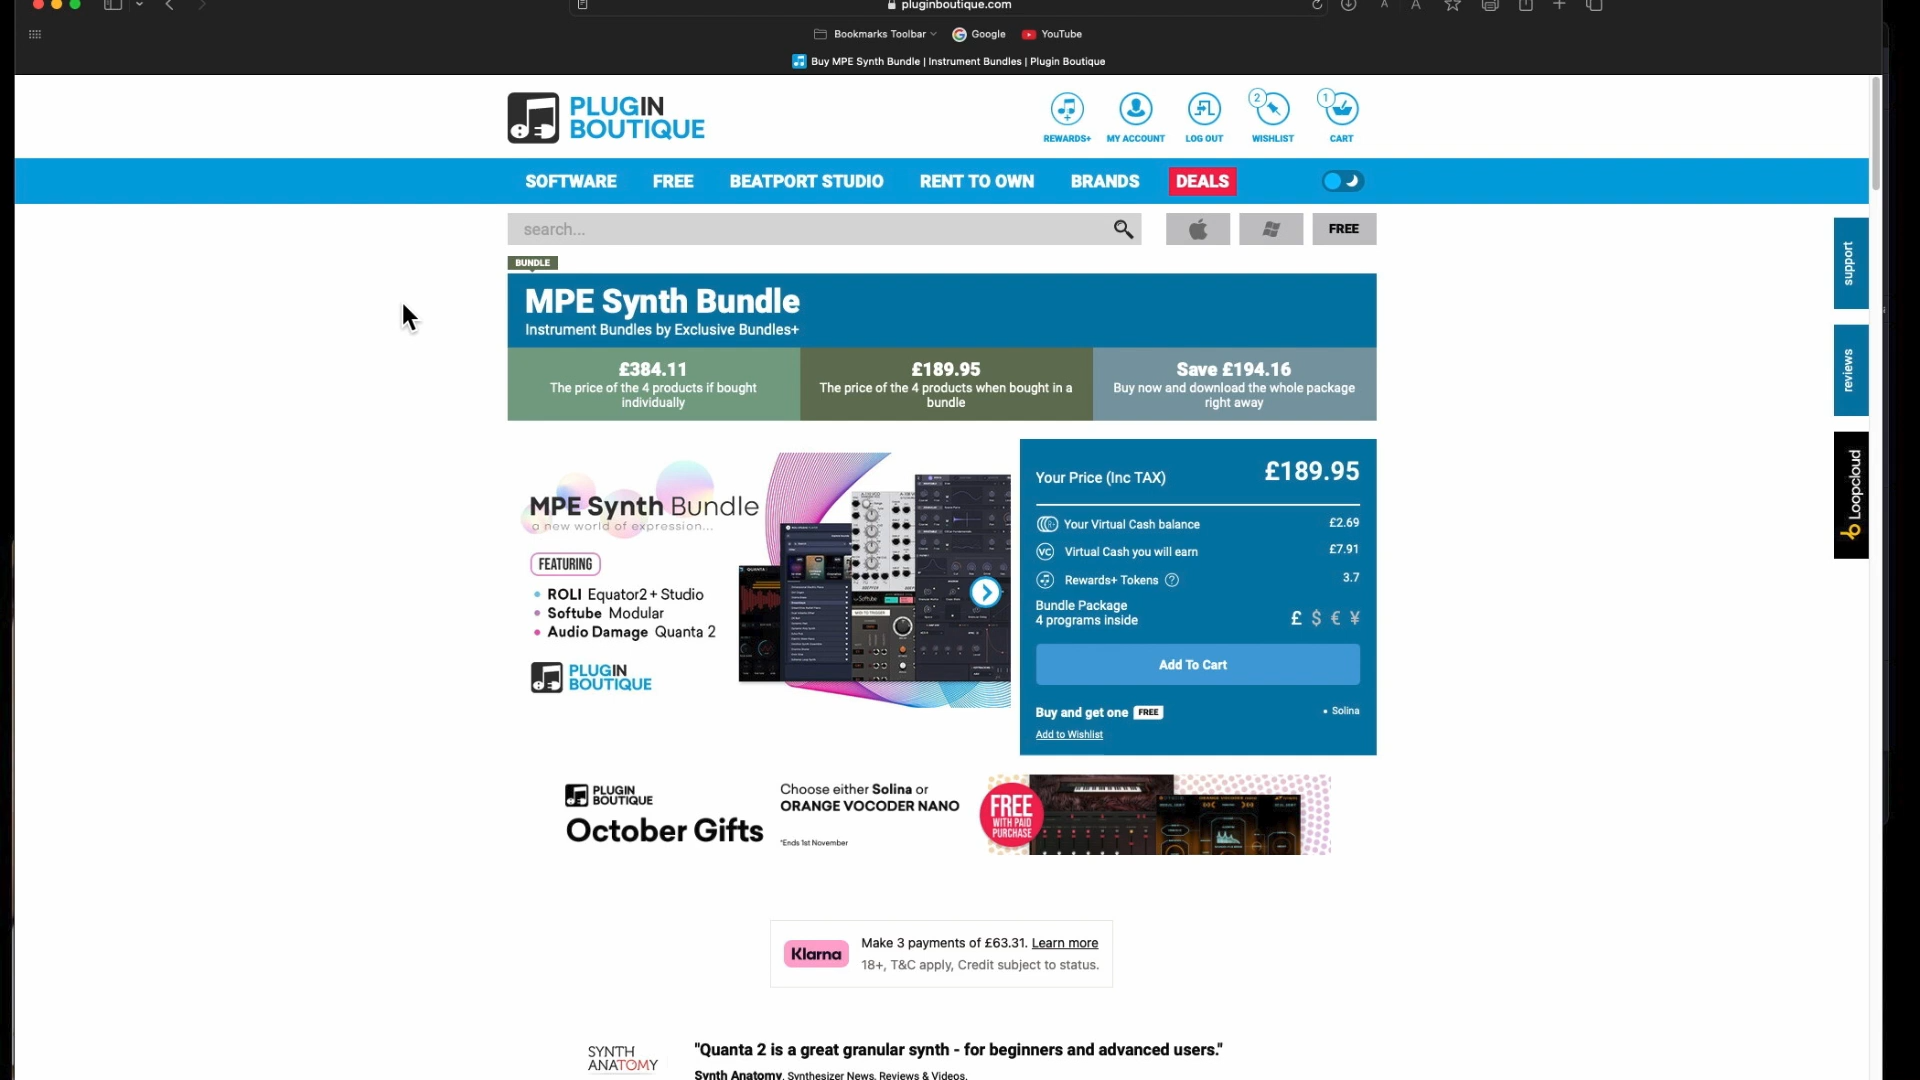 pluginboutique.com
Bookmarks Toolbar
Google
YouTube
Buy MPE Synth Bundle | Instrument Bundles | Plugin Boutique
PLUGIN
BOUTIQUE
REWARDS+
MY ACCOUNT
LOG OUT
2
WISHLIST
1
CART
SOFTWARE
FREE
BEATPORT STUDIO
RENT TO OWN
BRANDS
DEALS
search...
FREE
BUNDLE
MPE Synth Bundle
Instrument Bundles by Exclusive Bundles+
£384.11
The price of the 4 products if bought
individually
£189.95
The price of the 4 products when bought in a
bundle
Save £194.16
Buy now and download the whole package
right away
support
reviews
Loopcloud
MPE Synth Bundle
a new world of expression...
FEATURING
• ROLI Equator2 + Studio
• Softube Modular
• Audio Damage Quanta 2
PLUGIN
BOUTIQUE
Your Price (Inc TAX) £189.95
Your Virtual Cash balance £2.69
VC Virtual Cash you will earn £7.91
Rewards+ Tokens ? 3.7
Bundle Package
4 programs inside
£ $ € ¥
Add To Cart
Buy and get one FREE
• Solina
Add to Wishlist
PLUGIN
BOUTIQUE
October Gifts
Choose either Solina or
ORANGE VOCODER NANO
*Ends 1st November
FREE
WITH PAID
PURCHASE
Klarna
Make 3 payments of £63.31. Learn more
18+, T&C apply, Credit subject to status.
SYNTH
ANATOMY
"Quanta 2 is a great granular synth - for beginners and advanced users."
Synth Anatomy, Synthesizer News, Reviews & Videos.